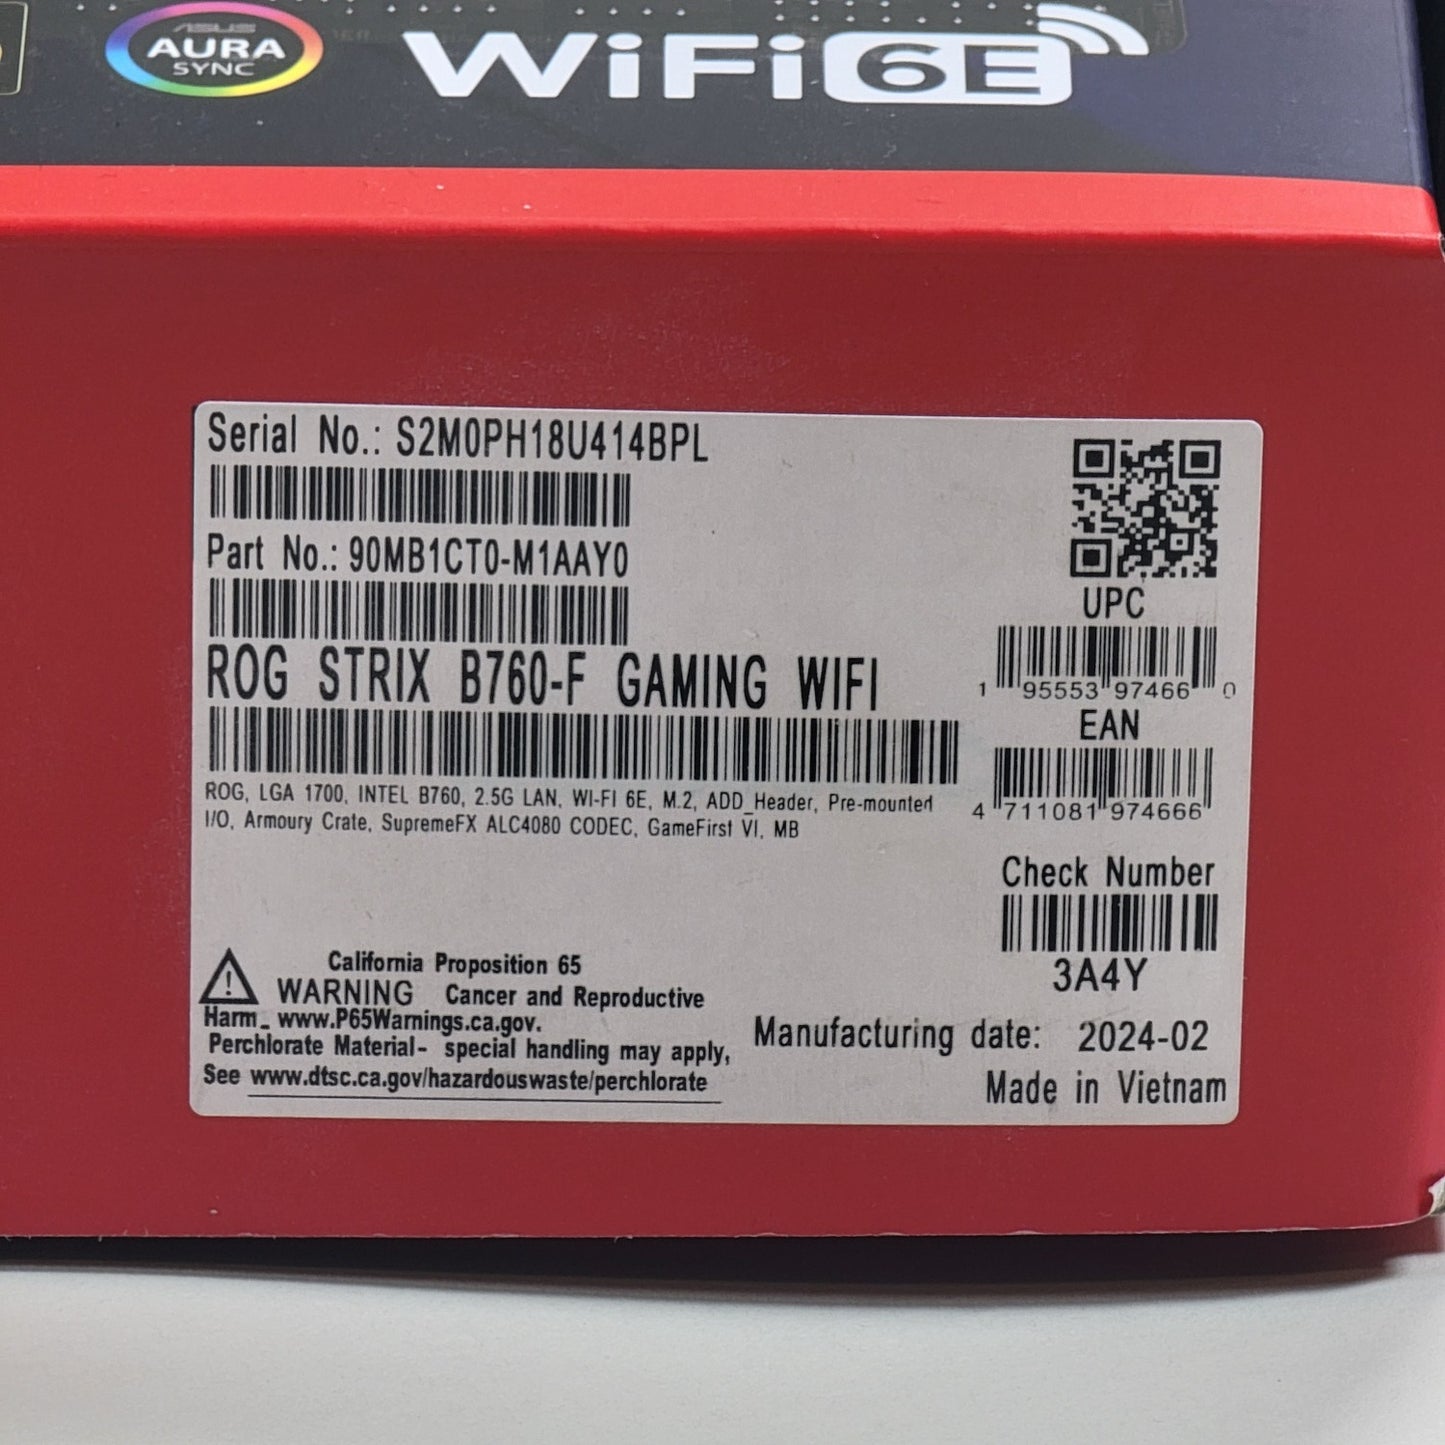 ASUS
AURA
SYNC
WiFi 6E
Serial No.: S2M0PH18U414BPL
Part No.: 90MB1CT0-M1AAY0
UPC
ROG STRIX B760-F GAMING WIFI
1 95553 97466 0
EAN
ROG, LGA 1700, INTEL B760, 2.5G LAN, WI-FI 6E, M.2, ADD_Header, Pre-mounted
I/O, Armoury Crate, SupremeFX ALC4080 CODEC, GameFirst VI, MB
4 711081 974666
Check Number
3A4Y
California Proposition 65
WARNING Cancer and Reproductive
Harm_ www.P65Warnings.ca.gov.
Perchlorate Material- special handling may apply,
See www.dtsc.ca.gov/hazardouswaste/perchlorate
Manufacturing date: 2024-02
Made in Vietnam